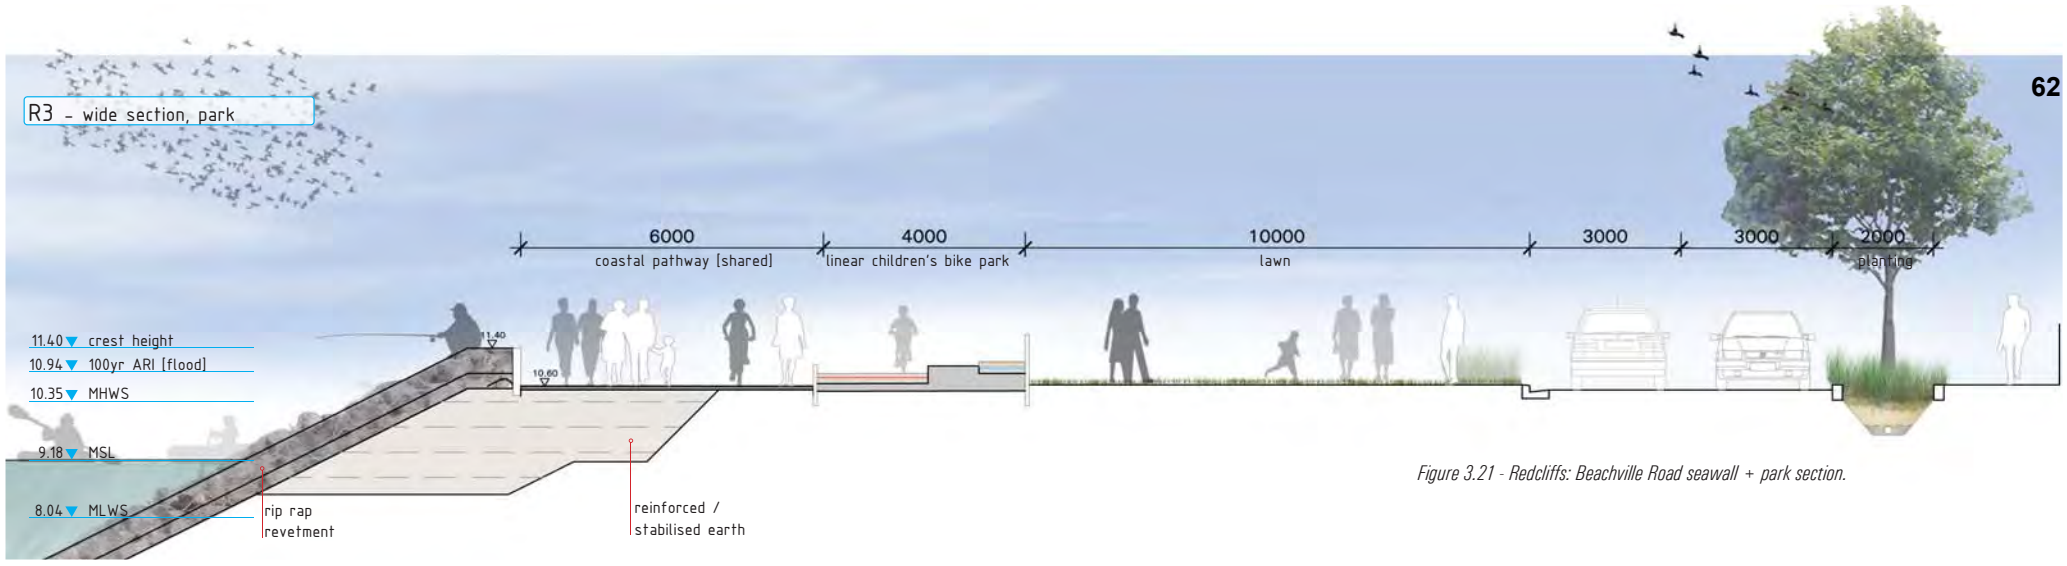 62
R3 - wide section, park
6000 4000 10000 3000 3000 2000
coastal pathway [shared] linear children's bike park lawn planting
11.40 crest height
10.94 100yr ARI [flood]
10.35 MHWS
9.18 MSL
8.04 MLWS
11.40
10.60
rip rap
revetment
reinforced /
stabilised earth
Figure 3.21 - Redcliffs: Beachville Road seawall + park section.